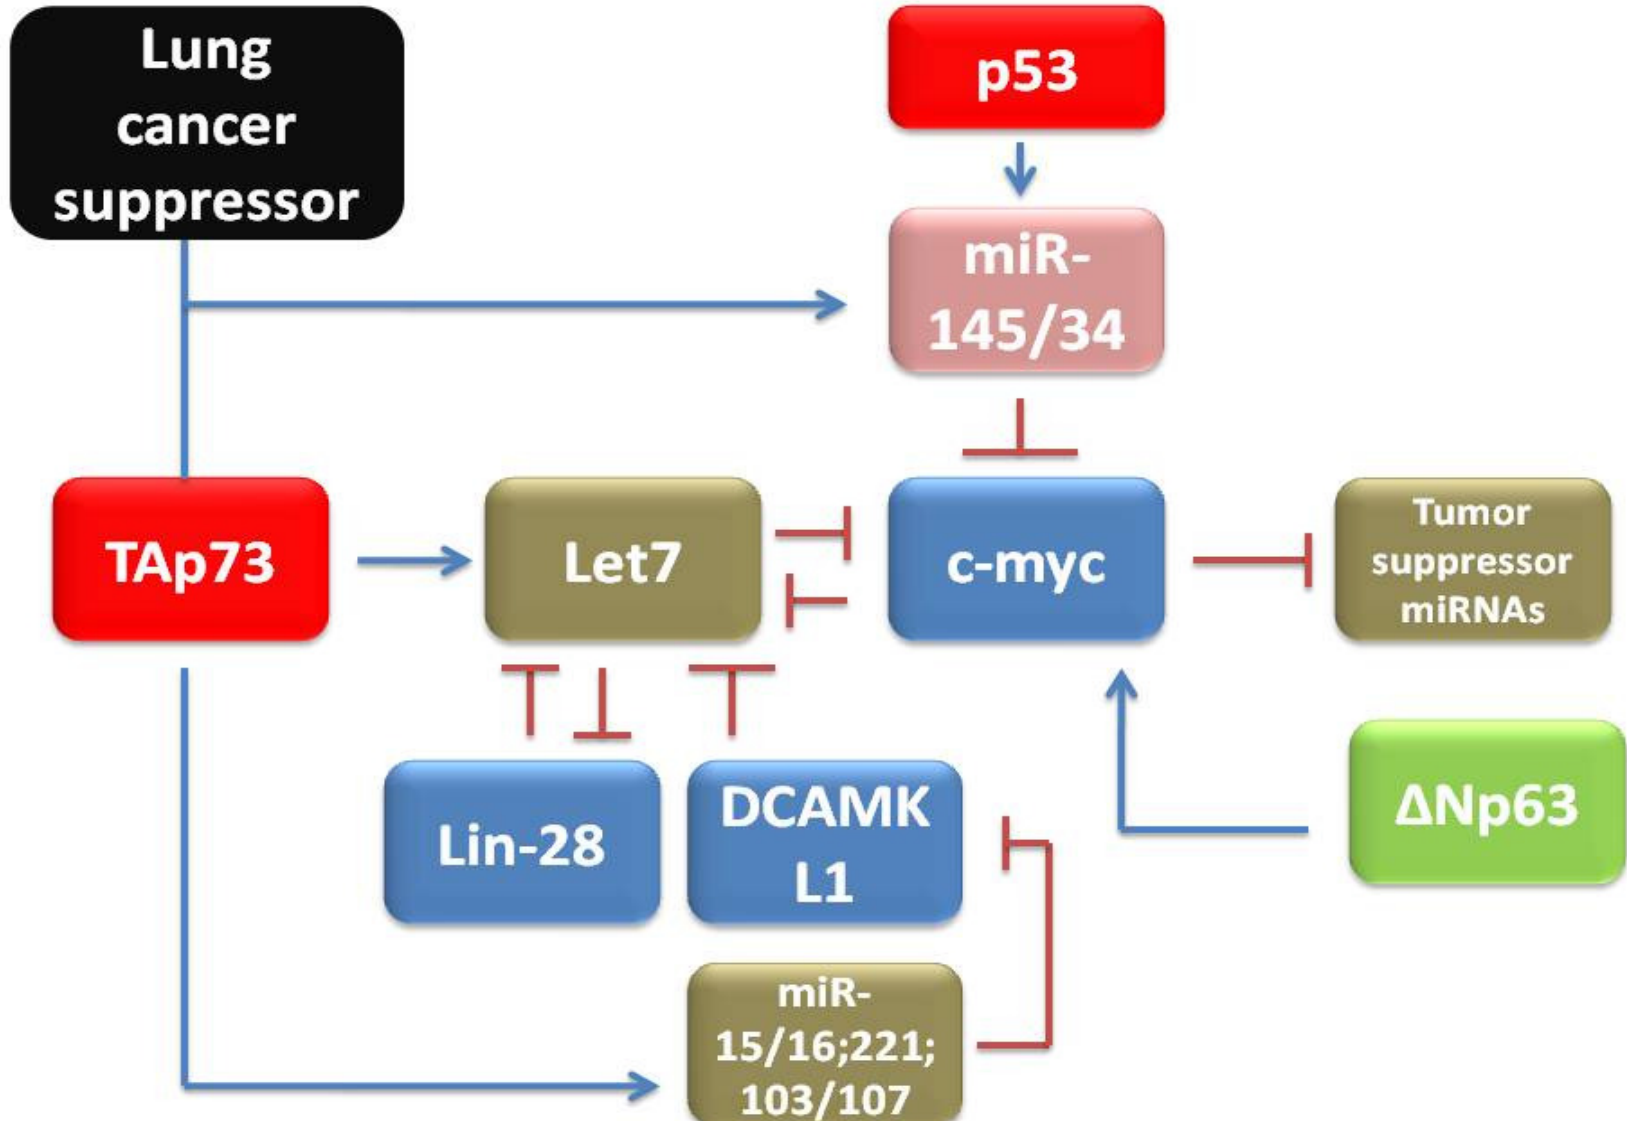 Lung
cancer
suppressor
p53
miR-
145/34
TAp73
Let7
c-myc
Tumor
suppressor
miRNAs
Lin-28
DCAMK
L1
ΔNp63
miR-
15/16;221;
103/107